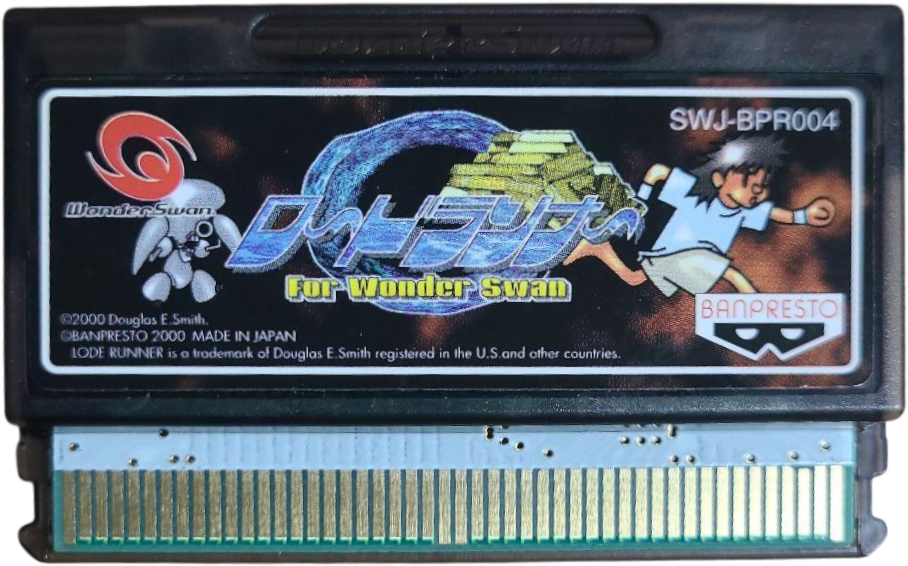 WonderSwan
SWJ-BPR004
WonderSwan
ロードランナー
For Wonder Swan
BANPRESTO
©2000 Douglas E.Smith.
©BANPRESTO 2000 MADE IN JAPAN
LODE RUNNER is a trademark of Douglas E.Smith registered in the U.S.and other countries.